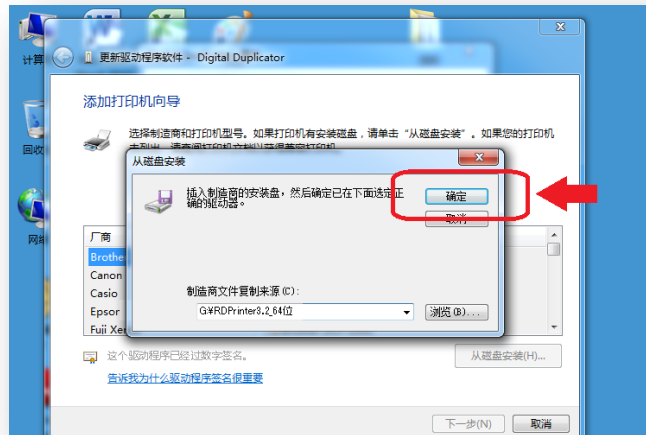 计算
更新驱动程序软件 - Digital Duplicator
添加打印机向导
选择制造商和打印机型号。如果打印机有安装磁盘，请单击“从磁盘安装”。如果您的打印机
回收
从磁盘安装
插入制造商的安装盘，然后确定已在下面选定正
确的驱动器。
确定
取消
网络
厂商
Brothe
Canon
Casio
Epsor
Fuji Xer
制造商文件复制来源(C):
G:¥RDPrinter3.2_64位
浏览(B)...
这个驱动程序已经过数字签名。
从磁盘安装(H)...
告诉我为什么驱动程序签名很重要
下一步(N)
取消